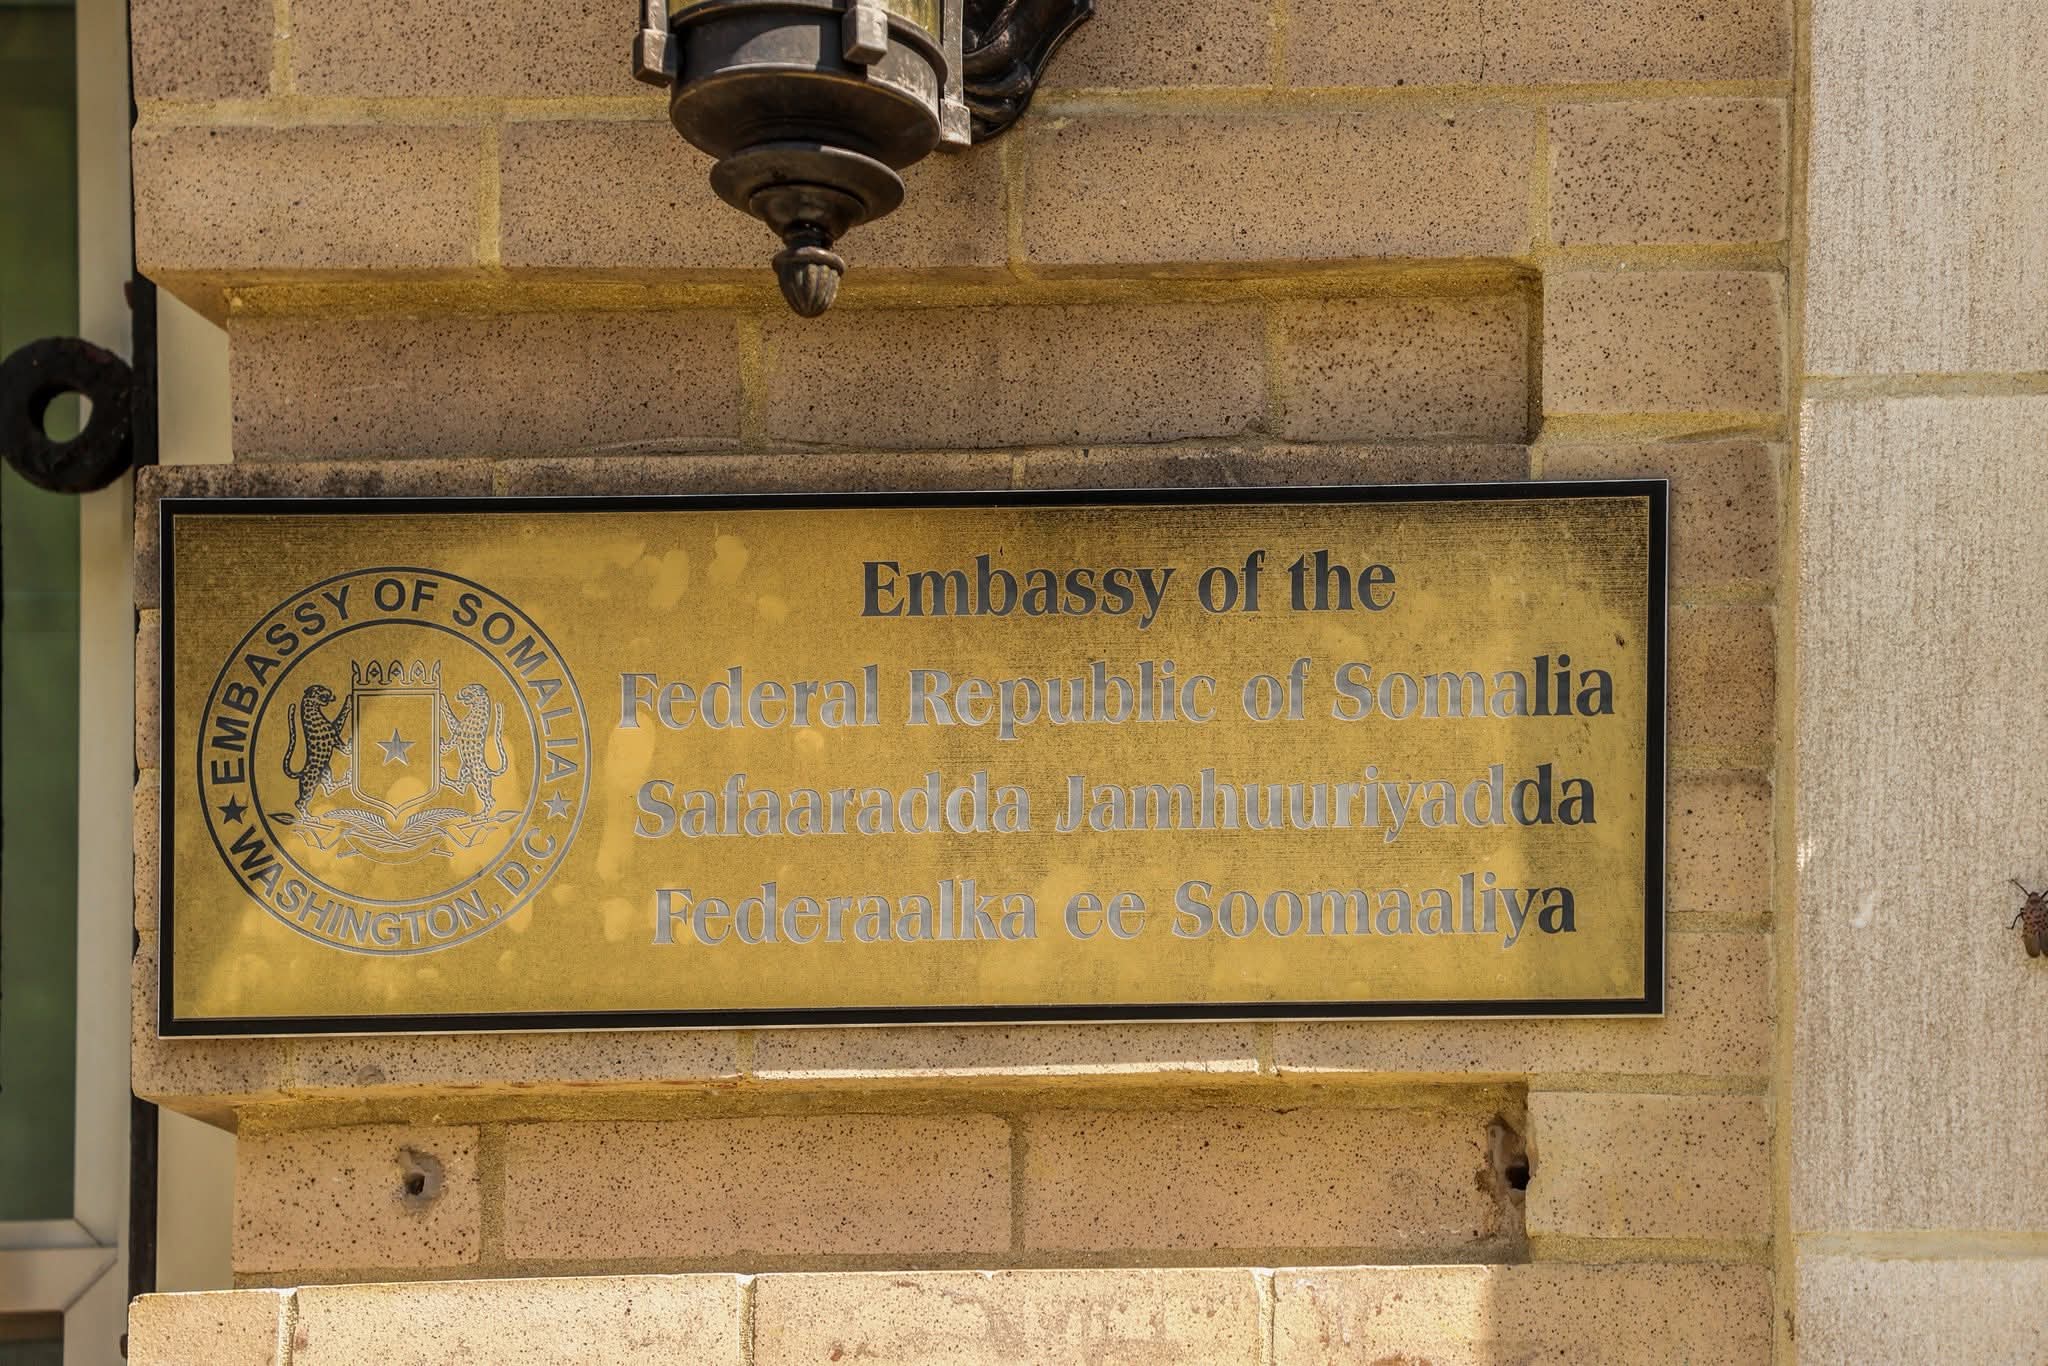 EMBASSY OF SOMALIA
WASHINGTON, D.C
Embassy of the
Federal Republic of Somalia
Safaaradda Jamhuuriyadda
Federaalka ee Soomaaliya